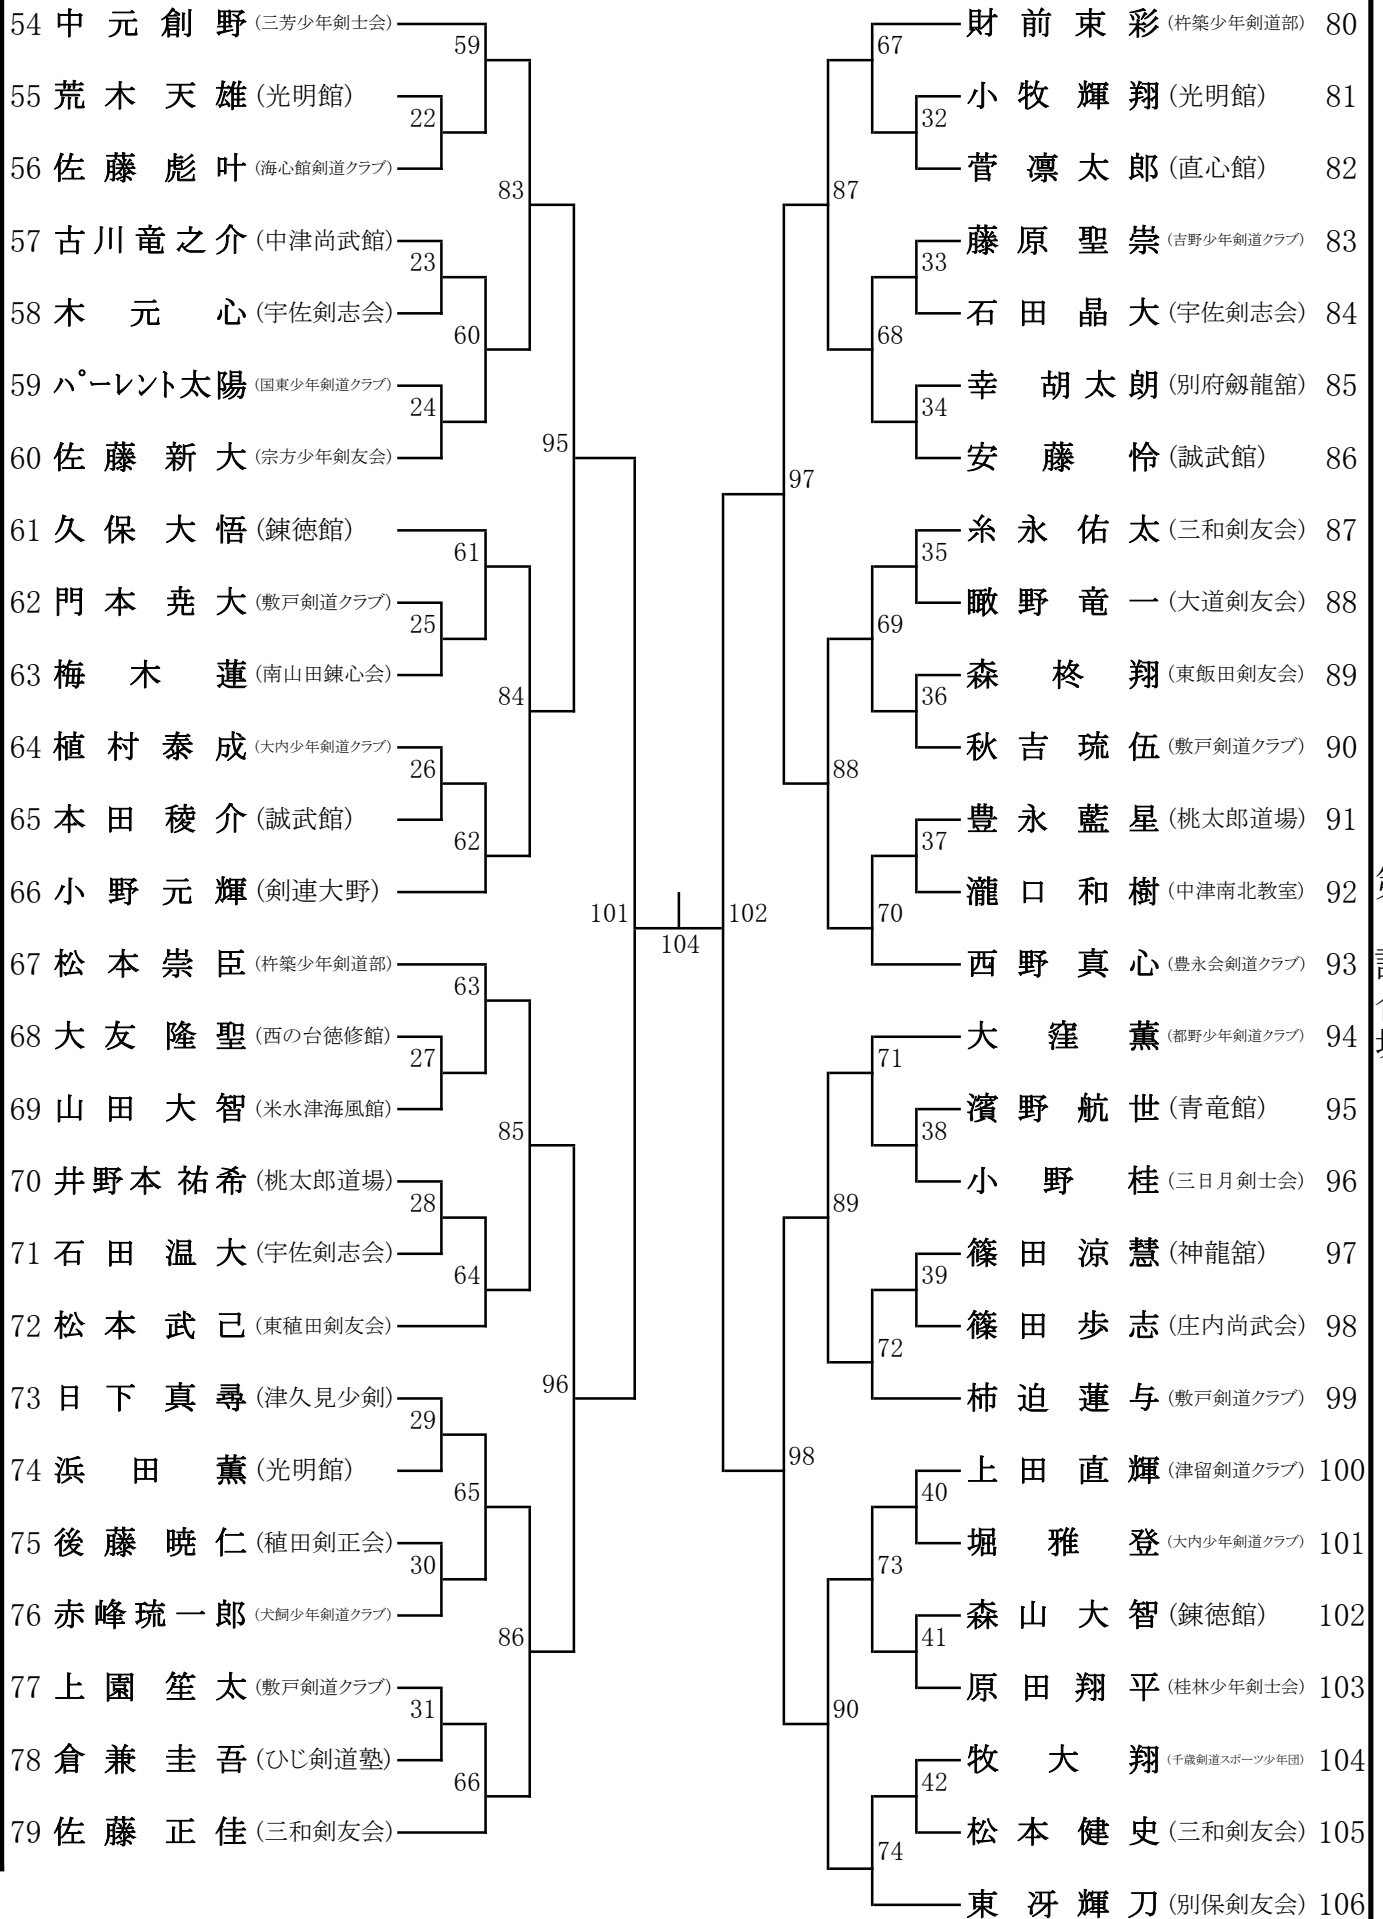 54 中元創野 (三芳少年剣士会)
55 荒木天雄 (光明館)
56 佐藤彪叶 (海心館剣道クラブ)
57 古川竜之介 (中津尚武館)
58 木元心 (宇佐剣志会)
59 パーレント太陽 (国東少年剣道クラブ)
60 佐藤新大 (宗方少年剣友会)
61 久保大悟 (錬徳館)
62 門本尭大 (敷戸剣道クラブ)
63 梅木蓮 (南山田錬心会)
64 植村泰成 (大内少年剣道クラブ)
65 本田稜介 (誠武館)
66 小野元輝 (剣連大野)
67 松本崇臣 (杵築少年剣道部)
68 大友隆聖 (西の台徳修館)
69 山田大智 (米水津海風館)
70 井野本祐希 (桃太郎道場)
71 石田温大 (宇佐剣志会)
72 松本武己 (東稙田剣友会)
73 日下真尋 (津久見少剣)
74 浜田薫 (光明館)
75 後藤暁仁 (稙田剣正会)
76 赤峰琉一郎 (犬飼少年剣道クラブ)
77 上園笙太 (敷戸剣道クラブ)
78 倉兼圭吾 (ひじ剣道塾)
79 佐藤正佳 (三和剣友会)
59
22
83
23
60
24
95
61
25
84
26
62
101
63
27
85
28
64
96
29
65
30
86
31
66
104
67
32
87
33
68
34
97
35
69
36
88
37
70
102
71
38
89
39
72
98
40
73
41
90
42
74
財前東彩 (杵築少年剣道部) 80
小牧輝翔 (光明館) 81
菅凛太郎 (直心館) 82
藤原聖崇 (吉野少年剣道クラブ) 83
石田晶大 (宇佐剣志会) 84
幸胡太朗 (別府劔龍舘) 85
安藤怜 (誠武館) 86
糸永佑太 (三和剣友会) 87
瞰野竜一 (大道剣友会) 88
森柊翔 (東飯田剣友会) 89
秋吉琉伍 (敷戸剣道クラブ) 90
豊永藍星 (桃太郎道場) 91
瀧口和樹 (中津南北教室) 92
西野真心 (豊永会剣道クラブ) 93
大窪薫 (都野少年剣道クラブ) 94
濱野航世 (青竜館) 95
小野桂 (三日月剣士会) 96
篠田涼慧 (神龍舘) 97
篠田歩志 (庄内尚武会) 98
柿迫蓮与 (敷戸剣道クラブ) 99
上田直輝 (津留剣道クラブ) 100
堀雅登 (大内少年剣道クラブ) 101
森山大智 (錬徳館) 102
原田翔平 (桂林少年剣士会) 103
牧大翔 (千歳剣道スポーツ少年団) 104
松本健史 (三和剣友会) 105
東冴輝刀 (別保剣友会) 106